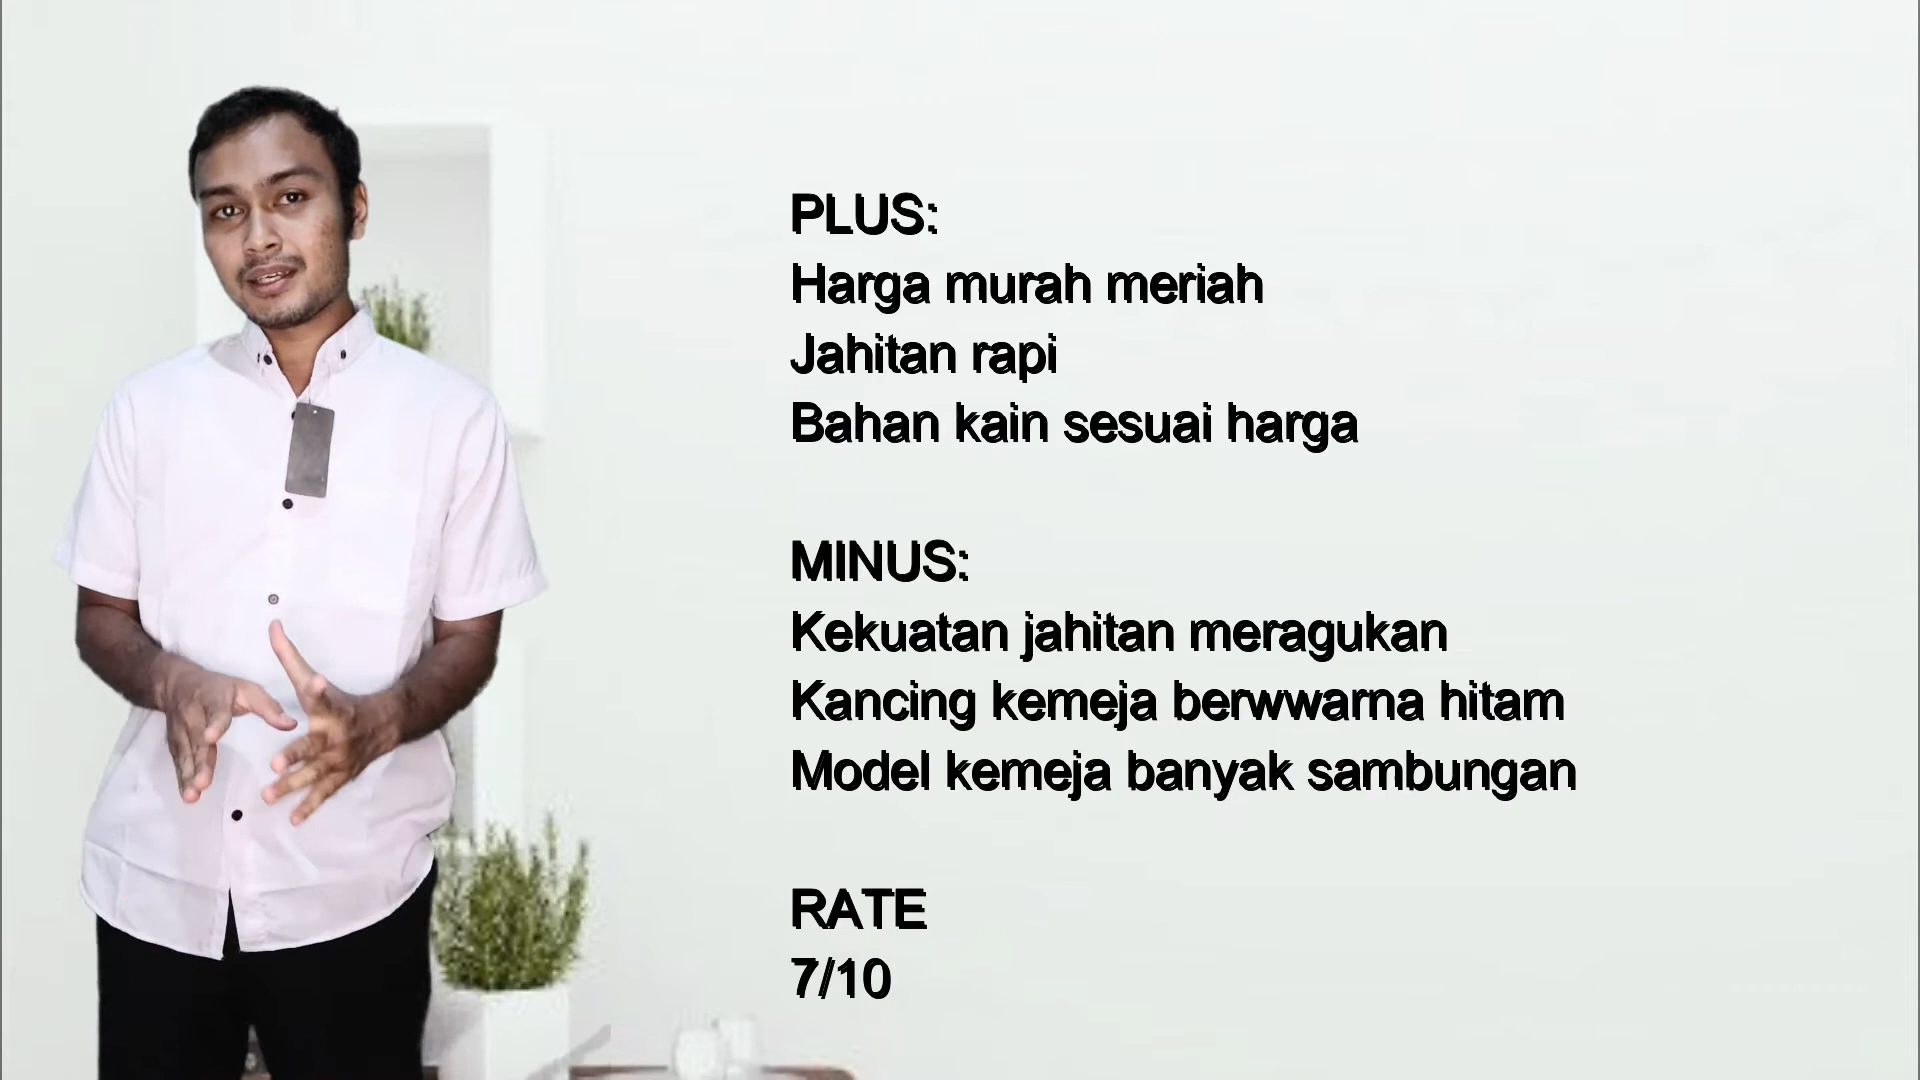 PLUS:
Harga murah meriah
Jahitan rapi
Bahan kain sesuai harga
MINUS:
Kekuatan jahitan meragukan
Kancing kemeja berwwarna hitam
Model kemeja banyak sambungan
RATE
7/10